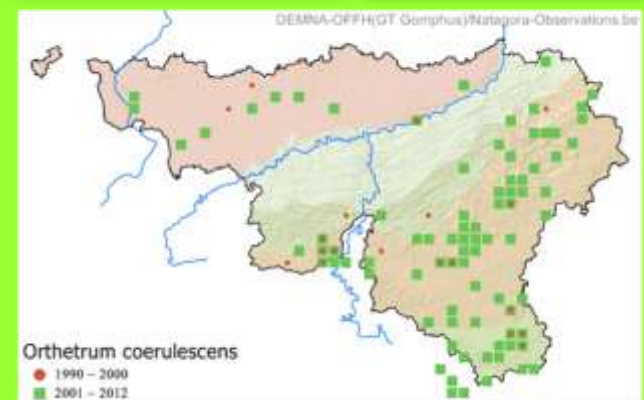 DEMNA-OFFH(GT Gomphus)/Natagora-Observations.be
Orthetrum coerulescens
1990 – 2000
2001 – 2012